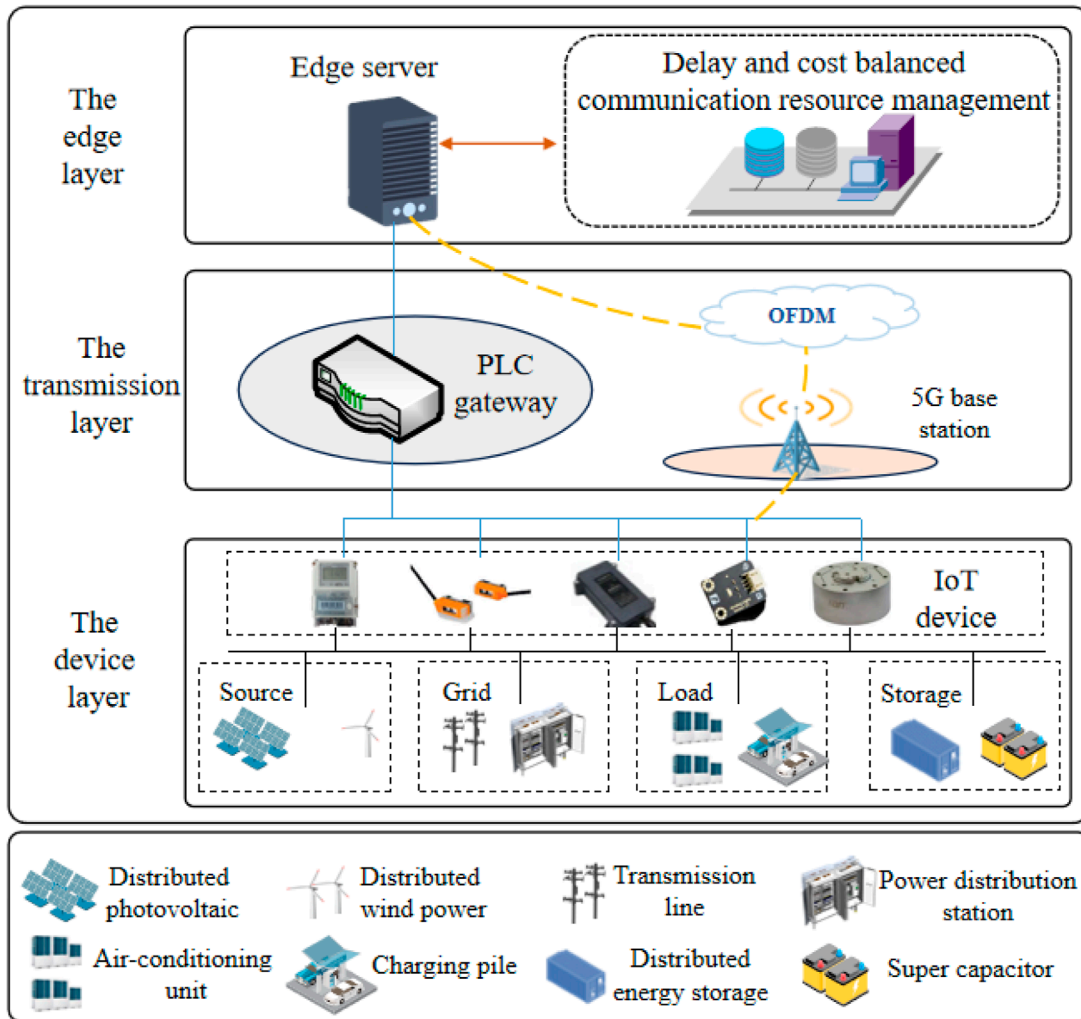 The
edge
layer
Edge server
Delay and cost balanced
communication resource management
The
transmission
layer
PLC
gateway
OFDM
5G base
station
The
device
layer
IoT
device
Source
Grid
Load
Storage
Distributed
photovoltaic
Distributed
wind power
Transmission
line
Power distribution
station
Air-conditioning
unit
Charging pile
Distributed
energy storage
Super capacitor